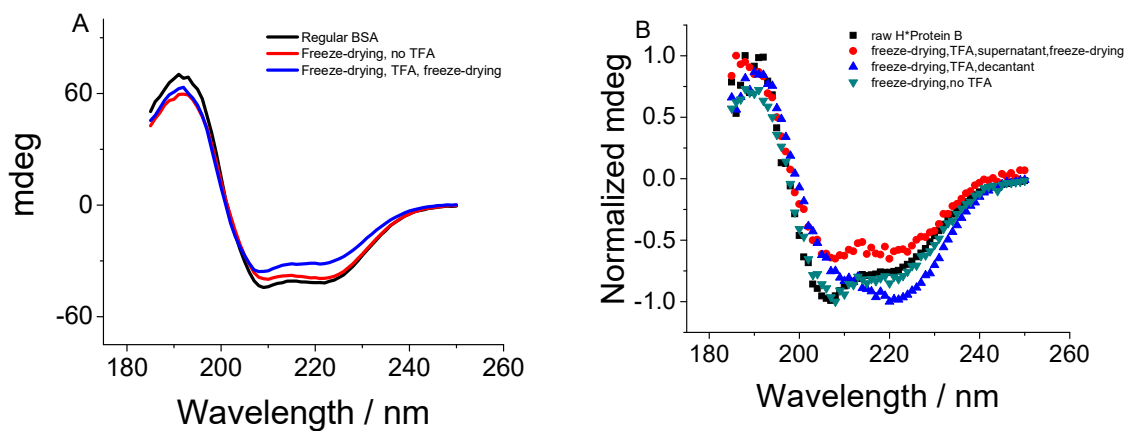 A
Regular BSA
Freeze-drying, no TFA
Freeze-drying, TFA, freeze-drying
mdeg
60
0
-60
180
200
220
240
260
Wavelength / nm
B
raw H*Protein B
freeze-drying,TFA,supernatant,freeze-drying
freeze-drying,TFA,decantant
freeze-drying,no TFA
Normalized mdeg
1.0
0.5
0.0
-0.5
-1.0
180
200
220
240
260
Wavelength / nm